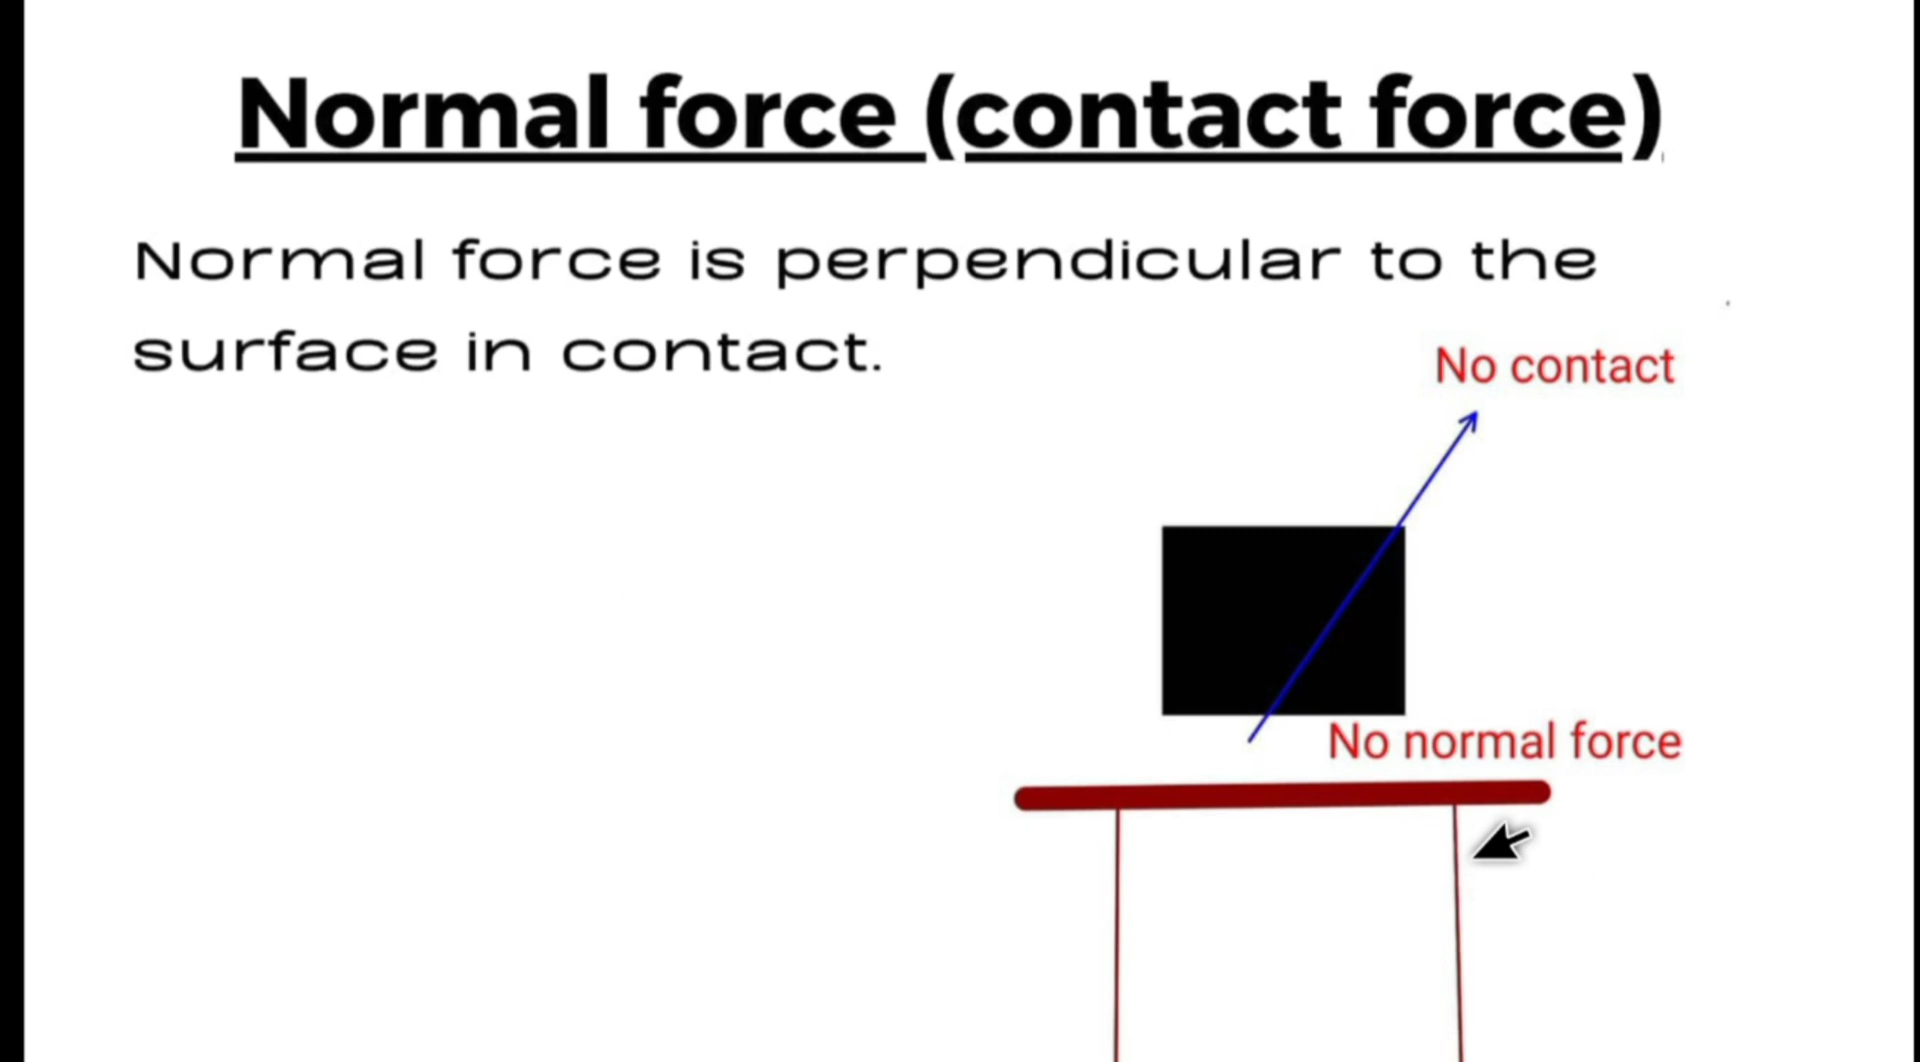 Normal force (contact force)
Normal force is perpendicular to the
surface in contact.
No contact
No normal force